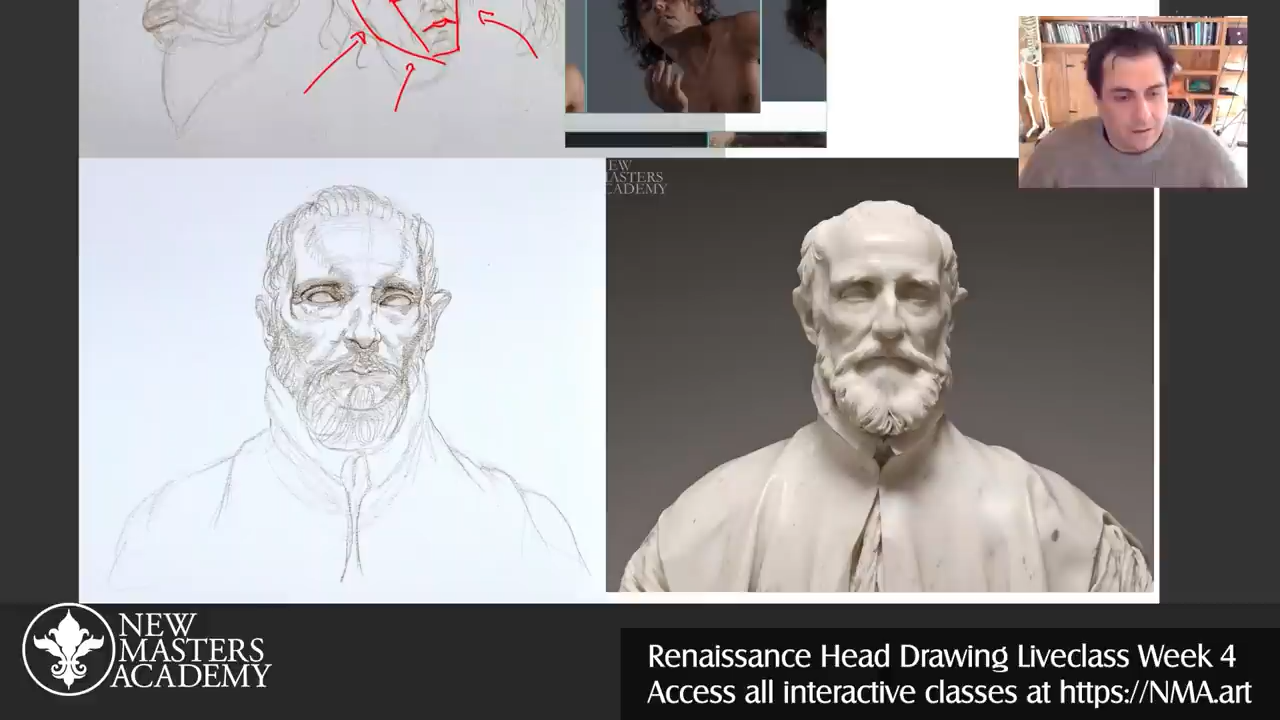 NEW
MASTERS
ACADEMY
NEW
MASTERS
ACADEMY
Renaissance Head Drawing Liveclass Week 4
Access all interactive classes at https://NMA.art